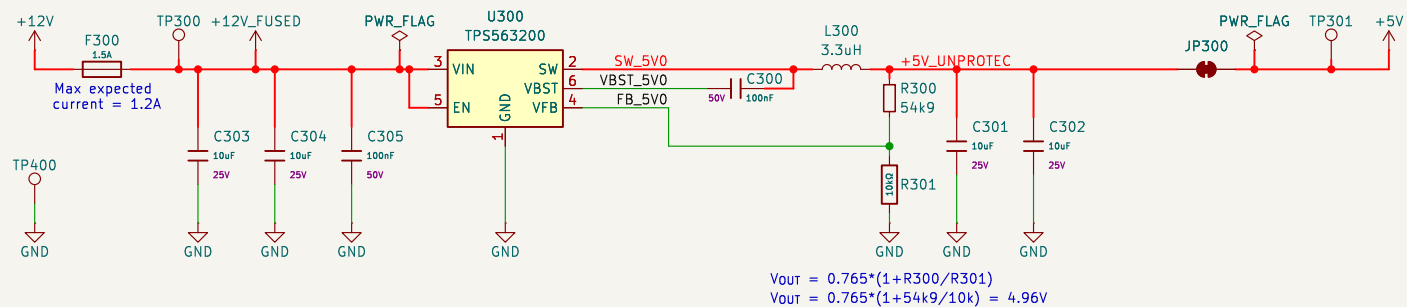 +12V
F300
1.5A
Max expected
current = 1.2A
TP300
+12V_FUSED
PWR_FLAG
U300
TPS563200
3
VIN
5
EN
GND
1
SW
2
VBST
6
VFB
4
SW_5V0
VBST_5V0
FB_5V0
C300
50V
100nF
L300
3.3uH
+5V_UNPROTEC
R300
54k9
JP300
PWR_FLAG
TP301
+5V
C303
10uF
25V
C304
10uF
25V
C305
100nF
50V
R301
10kΩ
C301
10uF
25V
C302
10uF
25V
TP400
GND
GND
GND
GND
GND
GND
GND
GND
VOUT = 0.765*(1+R300/R301)
VOUT = 0.765*(1+54k9/10k) = 4.96V